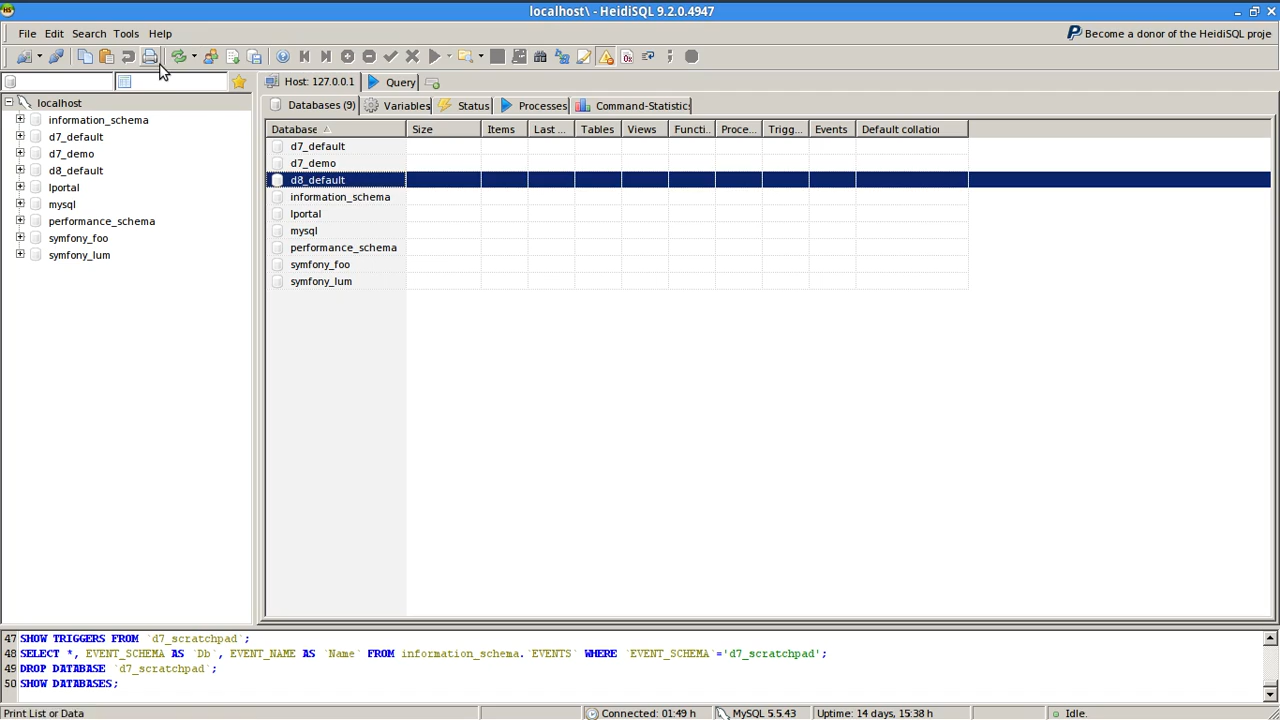 localhost\ - HeidiSQL 9.2.0.4947
File Edit Search Tools Help
Become a donor of the HeidiSQL proje
Host: 127.0.0.1 Query
Databases (9) Variables Status Processes Command-Statistic
localhost
information_schema
d7_default
d7_demo
d8_default
lportal
mysql
performance_schema
symfony_foo
symfony_lum
Database Size Items Last ... Tables Views Functi... Proce... Trigg... Events Default collation
d7_default
d7_demo
d8_default
information_schema
lportal
mysql
performance_schema
symfony_foo
symfony_lum
47 SHOW TRIGGERS FROM `d7_scratchpad`;
48 SELECT *, EVENT_SCHEMA AS `Db`, EVENT_NAME AS `Name` FROM information_schema.`EVENTS` WHERE `EVENT_SCHEMA`='d7_scratchpad';
49 DROP DATABASE `d7_scratchpad`;
50 SHOW DATABASES;
Print List or Data Connected: 01:49 h MySQL 5.5.43 Uptime: 14 days, 15:38 h Idle.